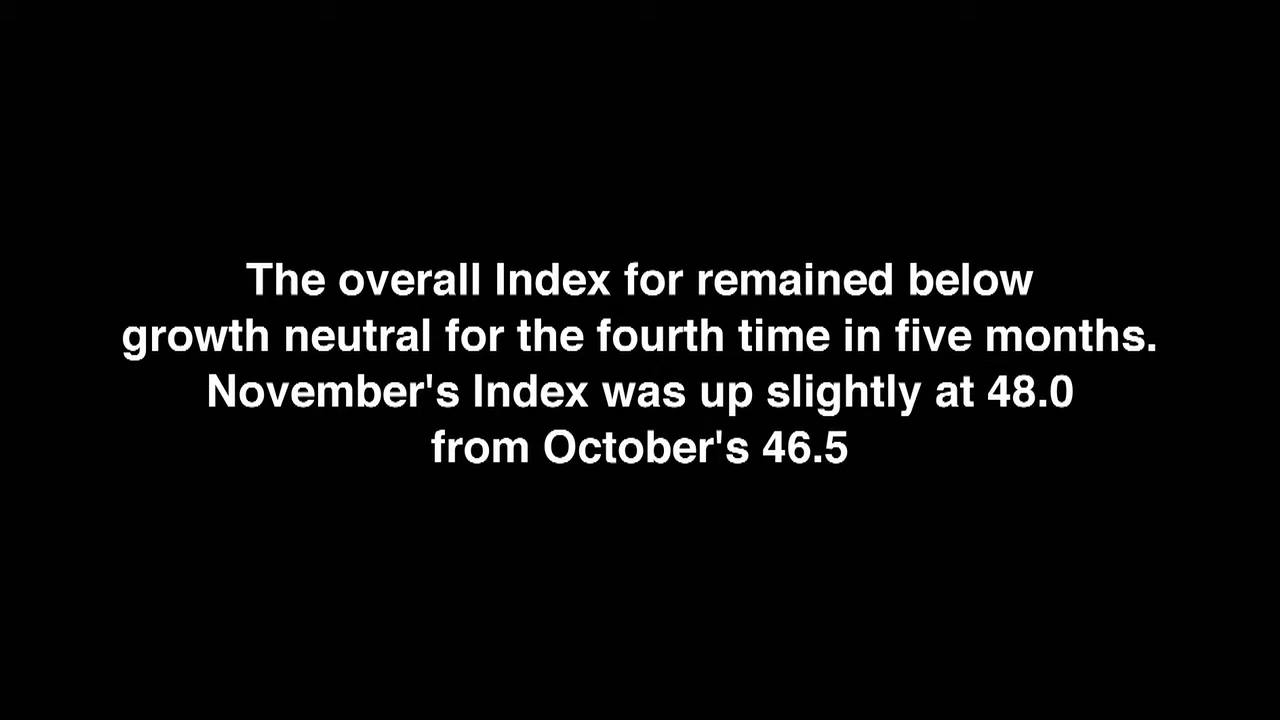 The overall Index for remained below
growth neutral for the fourth time in five months.
November's Index was up slightly at 48.0
from October's 46.5